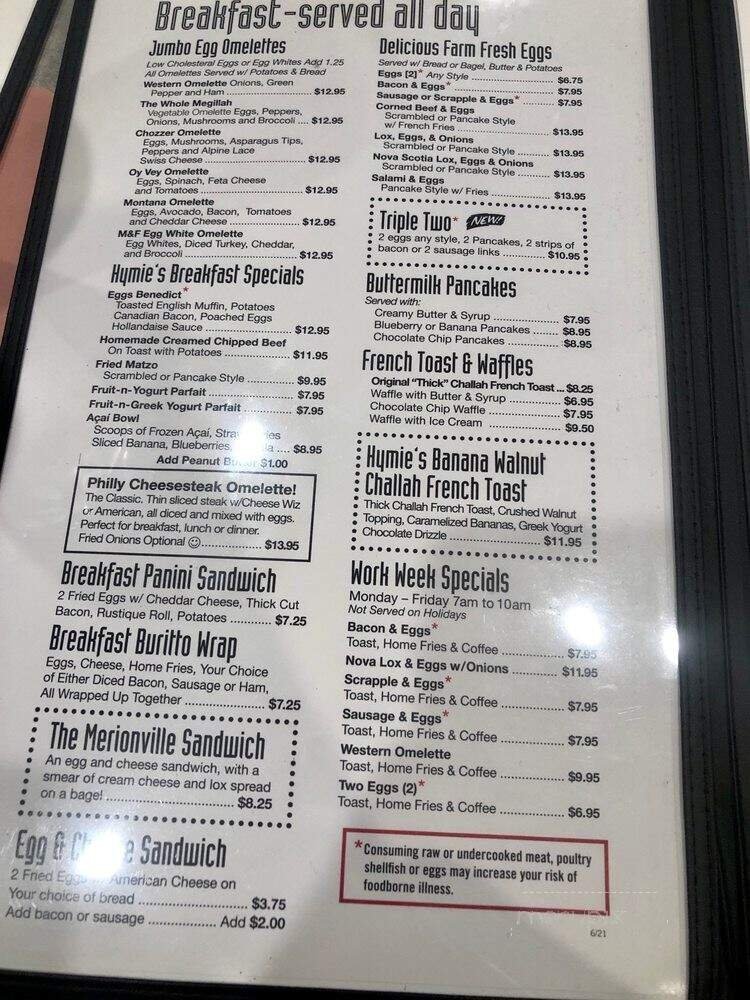 Breakfast-served all day
Jumbo Egg Omelettes
Low Cholesteral Eggs or Egg Whites Add 1.25
All Omelettes Served w/ Potatoes & Bread
Western Omelette Onions, Green
Pepper and Ham ........ $12.95
The Whole Megillah
Vegetable Omelette Eggs, Peppers,
Onions, Mushrooms and Broccoli .... $12.95
Chozzer Omelette
Eggs, Mushrooms, Asparagus Tips,
Peppers and Alpine Lace
Swiss Cheese ........ $12.95
Oy Vey Omelette
Eggs, Spinach, Feta Cheese
and Tomatoes ........ $12.95
Montana Omelette
Eggs, Avocado, Bacon, Tomatoes
and Cheddar Cheese ........ $12.95
M&F Egg White Omelette
Egg Whites, Diced Turkey, Cheddar,
and Broccoli ........ $12.95
Hymie's Breakfast Specials
Eggs Benedict*
Toasted English Muffin, Potatoes
Canadian Bacon, Poached Eggs
Hollandaise Sauce ........ $12.95
Homemade Creamed Chipped Beef
On Toast with Potatoes ........ $11.95
Fried Matzo
Scrambled or Pancake Style ........ $9.95
Fruit-n-Yogurt Parfait ........ $7.95
Fruit-n-Greek Yogurt Parfait ........ $7.95
Açaí Bowl
Scoops of Frozen Açaí,
Sliced Banana, Blueberries, .... $8.95
Add Peanut $1.00
Philly Cheesesteak Omelette!
The Classic. Thin sliced steak w/Cheese Wiz
or American, all diced and mixed with eggs.
Perfect for breakfast, lunch or dinner.
Fried Onions Optional ☺ ........ $13.95
Breakfast Panini Sandwich
2 Fried Eggs w/ Cheddar Cheese, Thick Cut
Bacon, Rustique Roll, Potatoes ........ $7.25
Breakfast Buritto Wrap
Eggs, Cheese, Home Fries, Your Choice
of Either Diced Bacon, Sausage or Ham,
All Wrapped Up Together ........ $7.25
The Merionville Sandwich
An egg and cheese sandwich, with a
smear of cream cheese and lox spread
on a bagel ........ $8.25
Egg & Sandwich
2 Fried American Cheese on
Your choice of bread ........ $3.75
Add bacon or sausage ........ Add $2.00
Delicious Farm Fresh Eggs
Served w/ Bread or Bagel, Butter & Potatoes
Eggs (2)* Any Style ........ $6.75
Bacon & Eggs* ........ $7.95
Sausage or Scrapple & Eggs* ........ $7.95
Corned Beef & Eggs
Scrambled or Pancake Style
w/ French Fries ........ $13.95
Lox, Eggs, & Onions
Scrambled or Pancake Style ........ $13.95
Nova Scotia Lox, Eggs & Onions
Scrambled or Pancake Style ........ $13.95
Salami & Eggs
Pancake Style w/ Fries ........ $13.95
Triple Two* NEW!
2 eggs any style, 2 Pancakes, 2 strips of
bacon or 2 sausage links ........ $10.95
Buttermilk Pancakes
Served with:
Creamy Butter & Syrup ........ $7.95
Blueberry or Banana Pancakes ........ $8.95
Chocolate Chip Pancakes ........ $8.95
French Toast & Waffles
Original "Thick" Challah French Toast ... $8.25
Waffle with Butter & Syrup ........ $6.95
Chocolate Chip Waffle ........ $7.95
Waffle with Ice Cream ........ $9.50
Hymie's Banana Walnut
Challah French Toast
Thick Challah French Toast, Crushed Walnut
Topping, Caramelized Bananas, Greek Yogurt
Chocolate Drizzle ........ $11.95
Work Week Specials
Monday – Friday 7am to 10am
Not Served on Holidays
Bacon & Eggs*
Toast, Home Fries & Coffee ........ $7.95
Nova Lox & Eggs w/Onions ........ $11.95
Scrapple & Eggs*
Toast, Home Fries & Coffee ........ $7.95
Sausage & Eggs*
Toast, Home Fries & Coffee ........ $7.95
Western Omelette
Toast, Home Fries & Coffee ........ $9.95
Two Eggs (2)*
Toast, Home Fries & Coffee ........ $6.95
*Consuming raw or undercooked meat, poultry
shellfish or eggs may increase your risk of
foodborne illness.
6/21